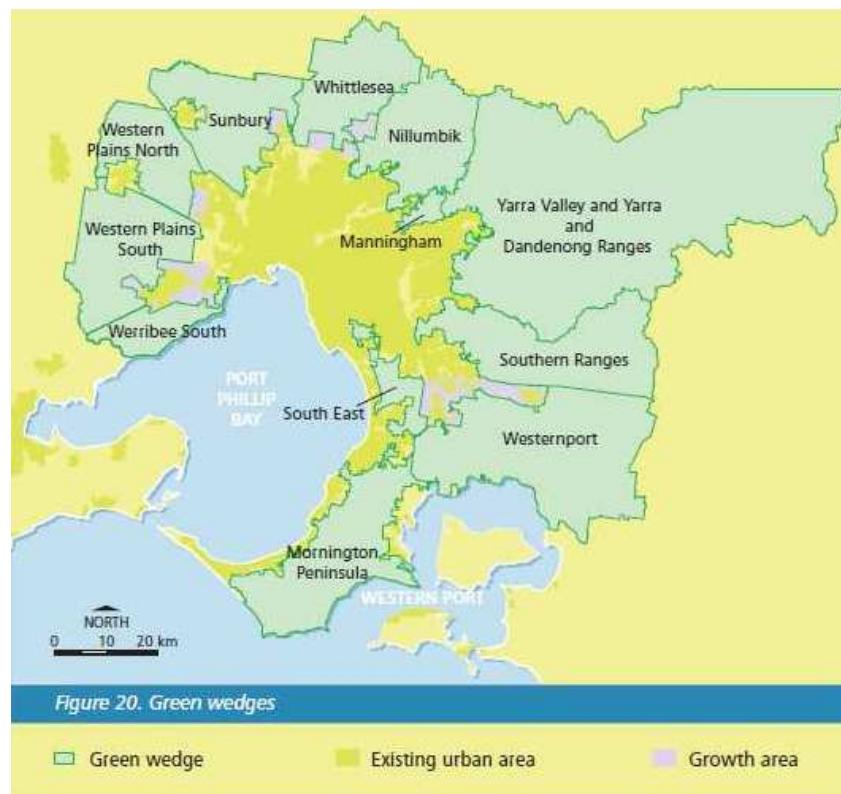 Whittlesea
Sunbury
Western
Plains North
Nillumbik
Yarra Valley and Yarra
and
Dandenong Ranges
Western Plains
South
Manningham
Werribee South
Southern Ranges
PORT
PHILLIP
BAY
South East
Westernport
Mornington
Peninsula
WESTERN PORT
NORTH
0 10 20 km
Figure 20. Green wedges
Green wedge
Existing urban area
Growth area